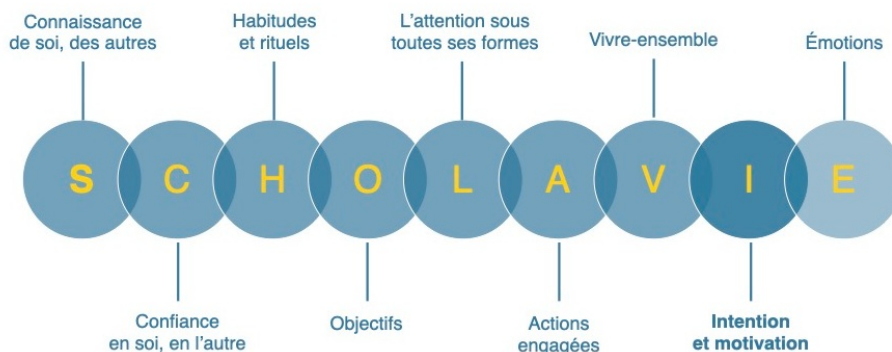 Connaissance
de soi, des autres
Habitudes
et rituels
L'attention sous
toutes ses formes
Vivre-ensemble
Émotions
S C H O L A V I E
Confiance
en soi, en l'autre
Objectifs
Actions
engagées
Intention
et motivation